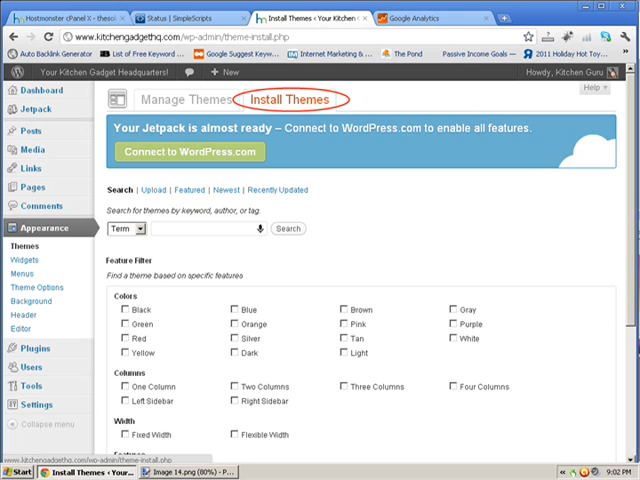 Hostmonster cPanel X - thesol
Status | SimpleScripts
Install Themes ‹ Your Kitchen
Google Analytics
www.kitchengadgethq.com/wp-admin/theme-install.php
Auto Backlink Generator
List of Free Keyword ...
Google Suggest Keyw...
Internet Marketing & ...
The Pond
Passive Income Goals — ...
2011 Holiday Hot Toy...
Your Kitchen Gadget Headquarters!
+ New
Howdy, Kitchen Guru
Help
Dashboard
Jetpack
Posts
Media
Links
Pages
Comments
Appearance
Themes
Widgets
Menus
Theme Options
Background
Header
Editor
Plugins
Users
Tools
Settings
Collapse menu
Manage Themes
Install Themes
Your Jetpack is almost ready – Connect to WordPress.com to enable all features.
Connect to WordPress.com
Search | Upload | Featured | Newest | Recently Updated
Search for themes by keyword, author, or tag.
Term
Search
Feature Filter
Find a theme based on specific features
Colors
Black Blue Brown Gray
Green Orange Pink Purple
Red Silver Tan White
Yellow Dark Light
Columns
One Column Two Columns Three Columns Four Columns
Left Sidebar Right Sidebar
Width
Fixed Width Flexible Width
Features
www.kitchengadgethq.com/wp-admin/theme-install.php
Start
Install Themes ‹ Your...
Image 14.png (80%) - P...
9:02 PM